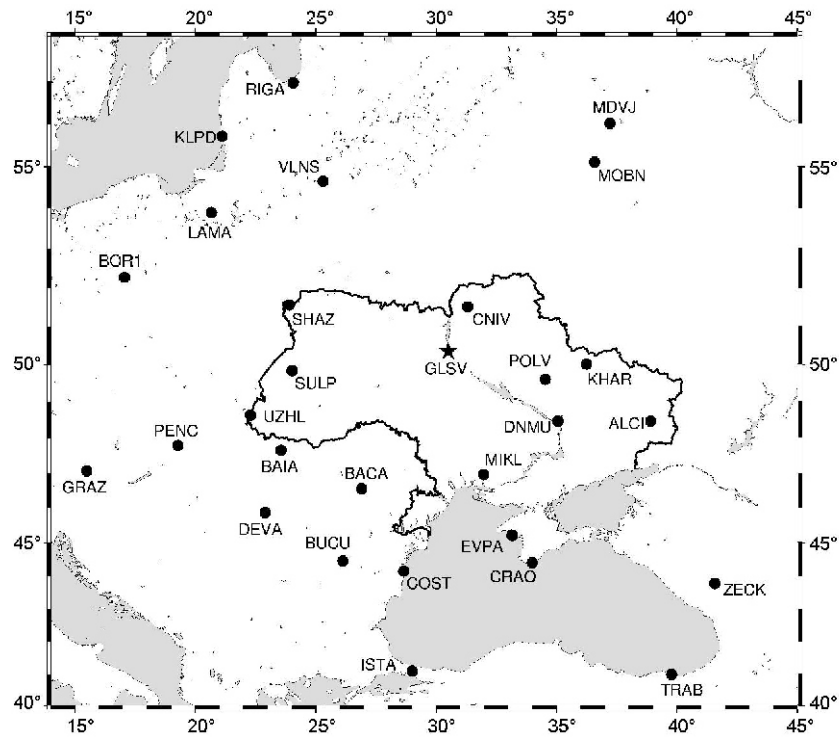 15° 20° 25° 30° 35° 40° 45°
RIGA
MDVJ
KLPD
55° VLNS MOBN 55°
LAMA
BOR1
SHAZ
CNIV
50° GLSV POLV 50°
SULP KHAR
UZHL DNMU ALCI
PENC
BAIA MIKL
GRAZ BACA
DEVA
BUCU EVPA
45° 45°
COST CRAO
ZECK
ISTA
TRAB
40° 40°
15° 20° 25° 30° 35° 40° 45°